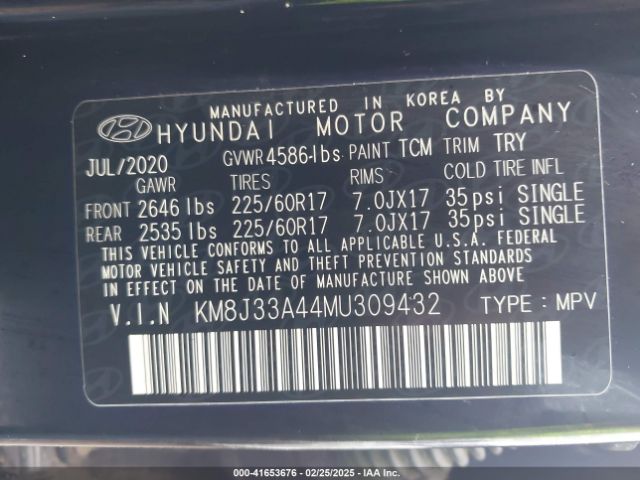 MANUFACTURED IN KOREA BY
HYUNDAI MOTOR COMPANY
JUL/2020 GVWR 4586-lbs PAINT TCM TRIM TRY
GAWR TIRES RIMS COLD TIRE INFL
FRONT 2646 lbs 225/60R17 7.0JX17 35psi SINGLE
REAR 2535 lbs 225/60R17 7.0JX17 35psi SINGLE
THIS VEHICLE CONFORMS TO ALL APPLICABLE U.S.A. FEDERAL
MOTOR VEHICLE SAFETY AND THEFT PREVENTION STANDARDS
IN EFFECT ON THE DATE OF MANUFACTURE SHOWN ABOVE.
V.I.N KM8J33A44MU309432 TYPE : MPV
(WM) - 41653676 - 02/25/2025 - IAA Inc.